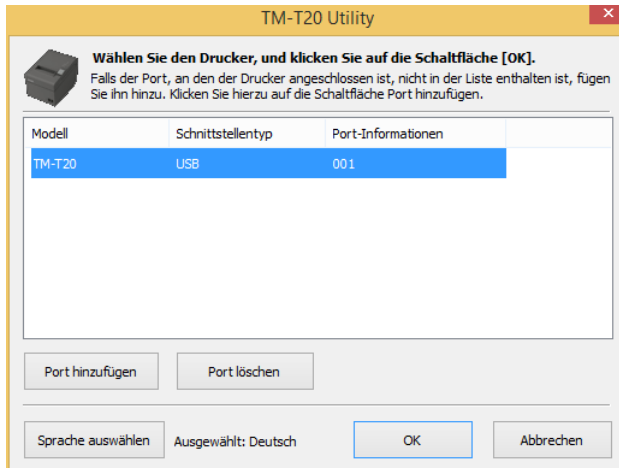 TM-T20 Utility
Wählen Sie den Drucker, und klicken Sie auf die Schaltfläche [OK].
Falls der Port, an den der Drucker angeschlossen ist, nicht in der Liste enthalten ist, fügen
Sie ihn hinzu. Klicken Sie hierzu auf die Schaltfläche Port hinzufügen.
Modell Schnittstellentyp Port-Informationen
TM-T20 USB 001
Port hinzufügen Port löschen
Sprache auswählen Ausgewählt: Deutsch OK Abbrechen